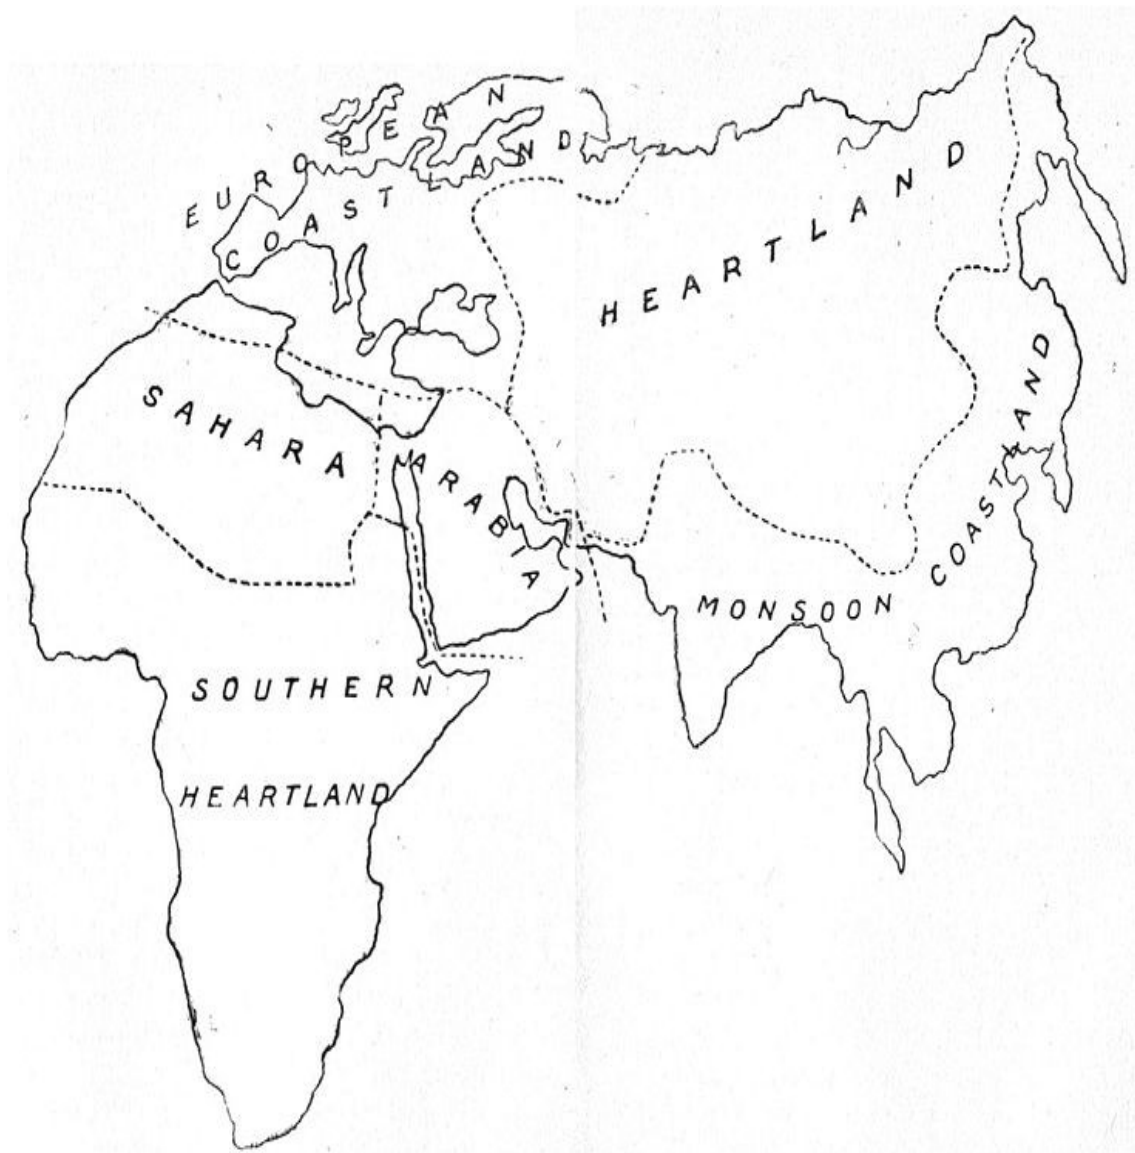 EUROPEAN
COASTLAND
HEARTLAND
SAHARA
ARABIA
MONSOON
COASTLAND
SOUTHERN
HEARTLAND